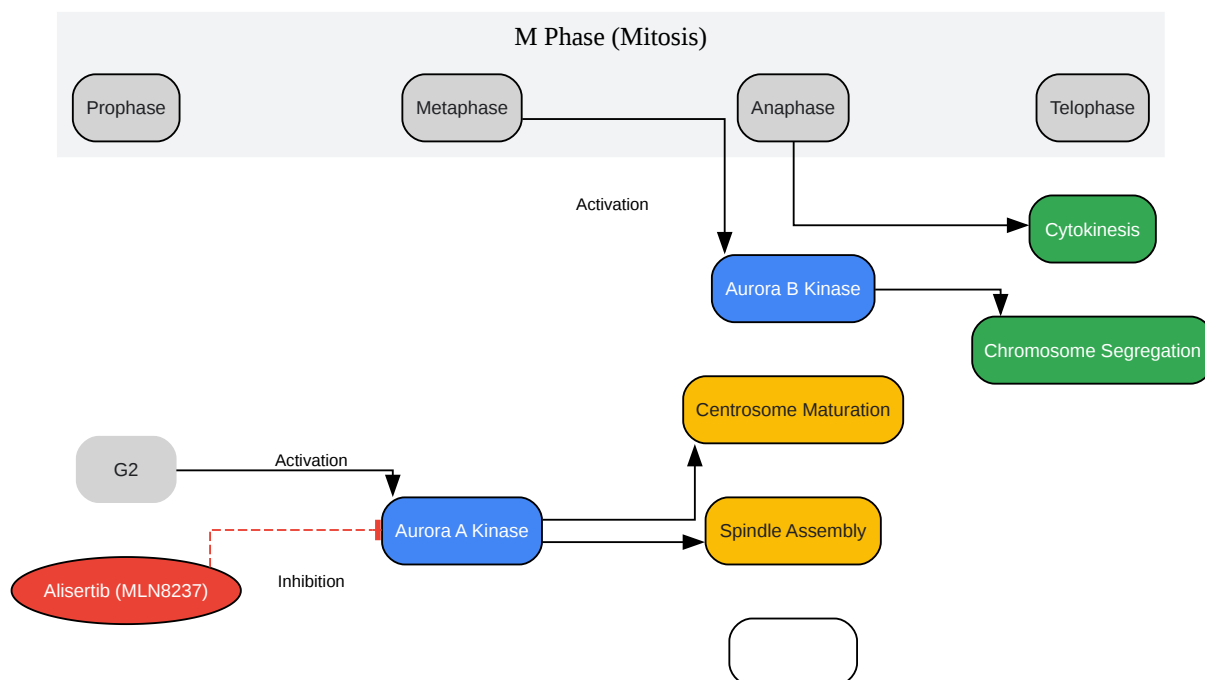 M Phase (Mitosis)
Prophase
Metaphase
Anaphase
Telophase
Activation
Cytokinesis
Aurora B Kinase
Chromosome Segregation
Centrosome Maturation
G2
Activation
Aurora A Kinase
Spindle Assembly
Alisertib (MLN8237)
Inhibition